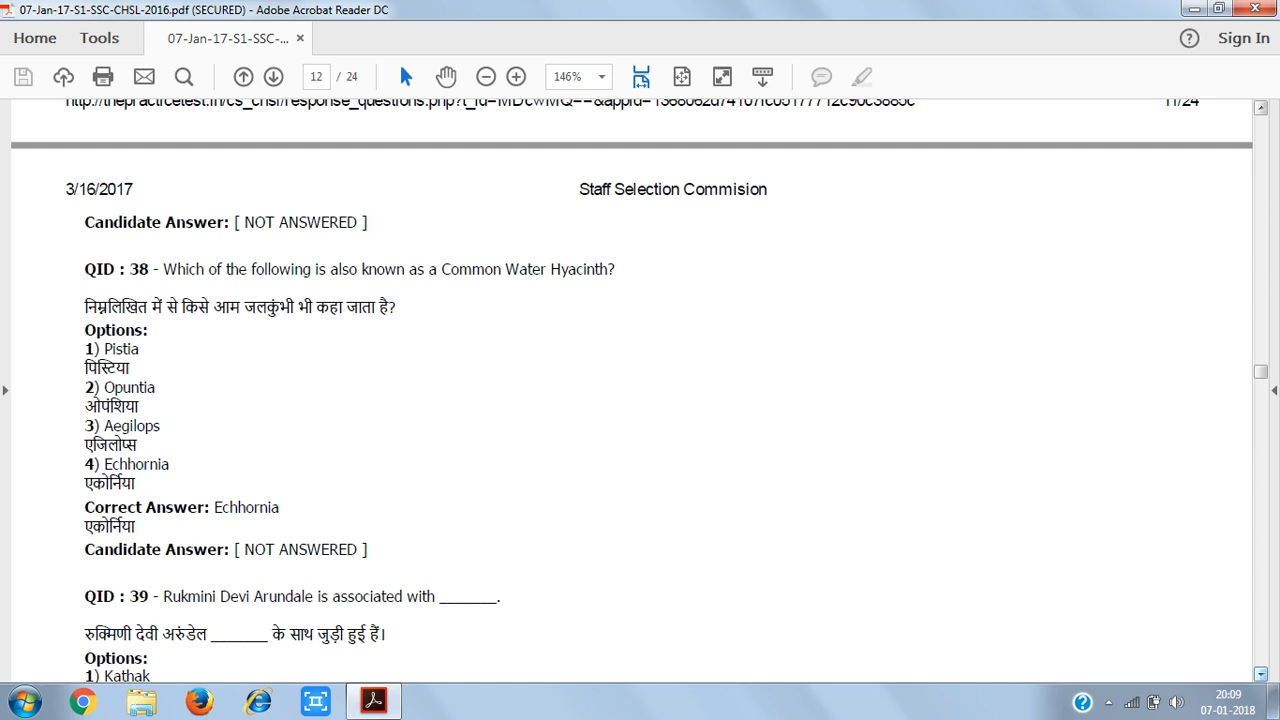 07-Jan-17-S1-SSC-CHSL-2016.pdf (SECURED) - Adobe Acrobat Reader DC
Home Tools 07-Jan-17-S1-SSC-... × Sign In
12 / 24 146%
11/24
3/16/2017 Staff Selection Commision
Candidate Answer: [ NOT ANSWERED ]
QID : 38 - Which of the following is also known as a Common Water Hyacinth?
निम्नलिखित में से किसे आम जलकुंभी भी कहा जाता है?
Options:
1) Pistia
पिस्टिया
2) Opuntia
ओपंशिया
3) Aegilops
एजिलोप्स
4) Echhornia
एकोर्निया
Correct Answer: Echhornia
एकोर्निया
Candidate Answer: [ NOT ANSWERED ]
QID : 39 - Rukmini Devi Arundale is associated with _______.
रुक्मिणी देवी अरुंडेल _______ के साथ जुड़ी हुई हैं।
Options:
1) Kathak
20:09
07-01-2018